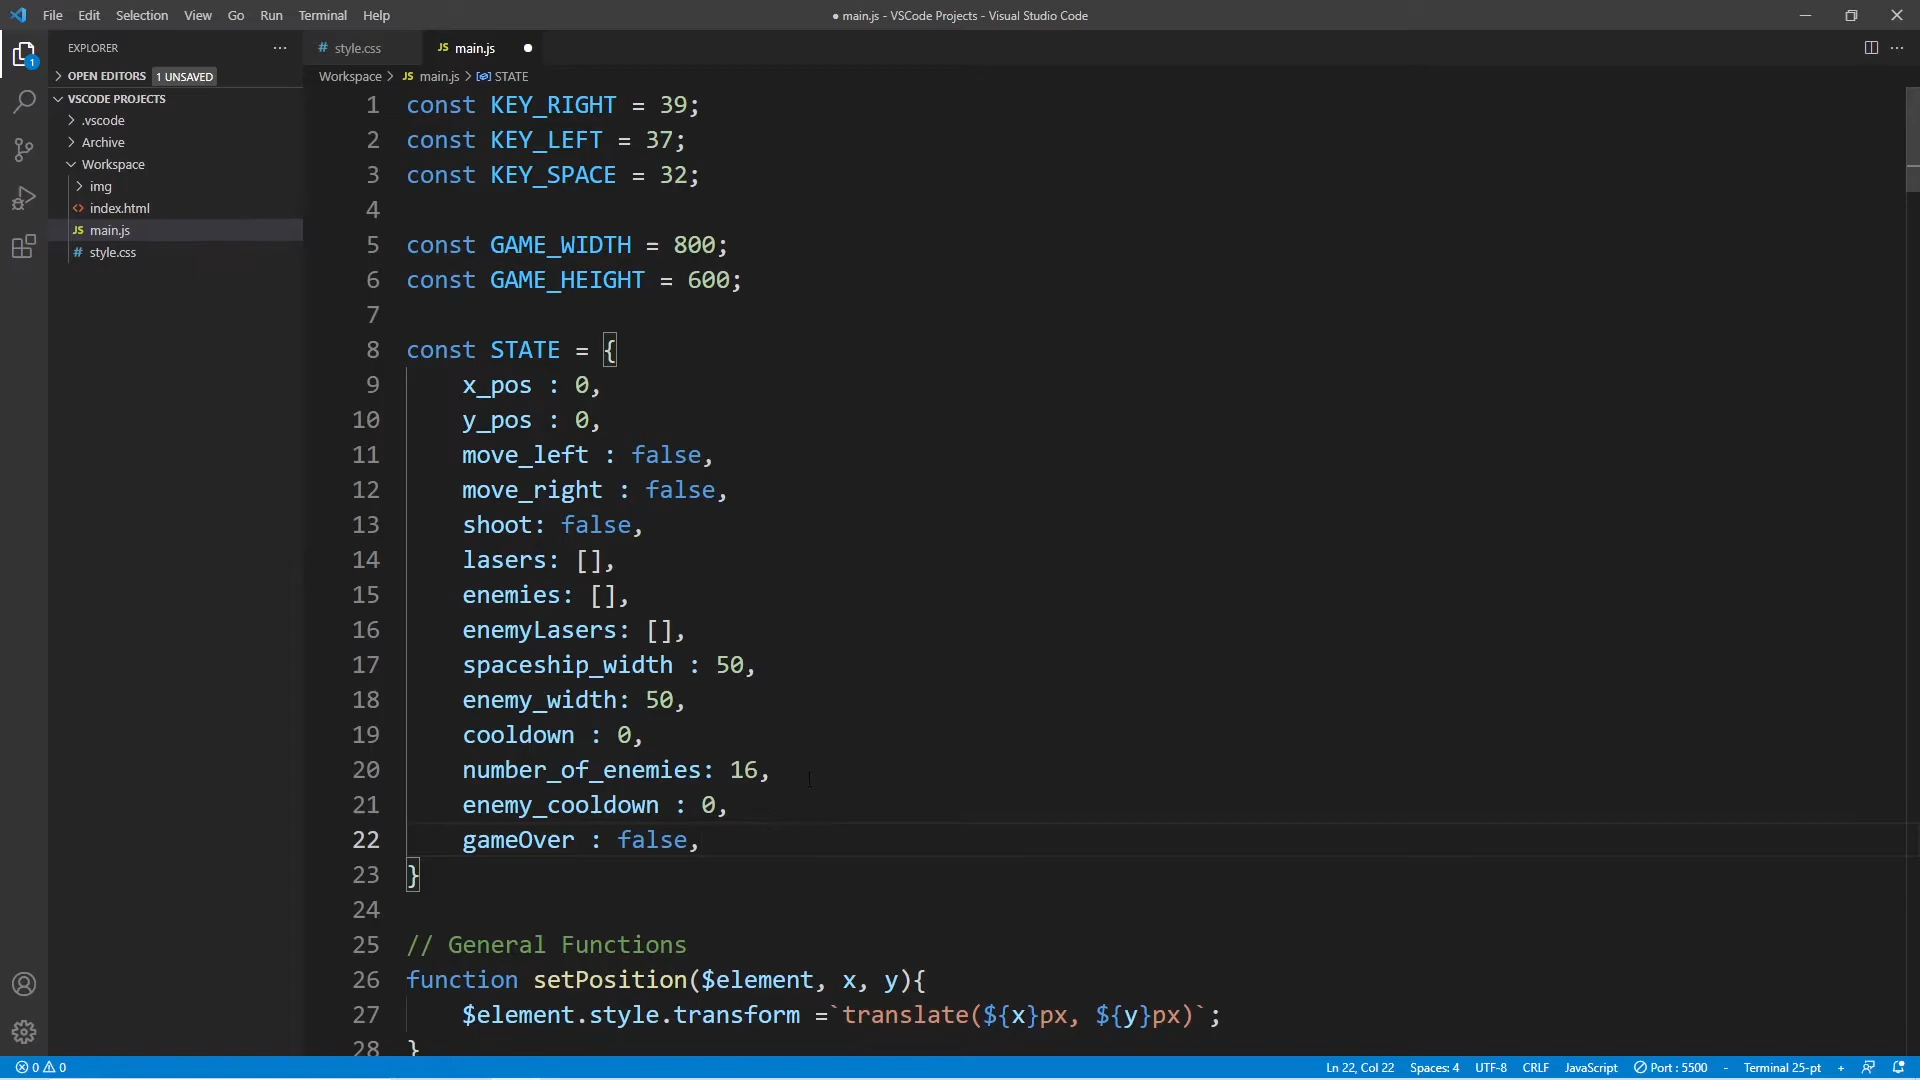 File Edit Selection View Go Run Terminal Help
● main.js - VSCode Projects - Visual Studio Code
EXPLORER
OPEN EDITORS 1 UNSAVED
VSCODE PROJECTS
.vscode
Archive
Workspace
img
index.html
JS main.js
# style.css
1
# style.css
JS main.js
Workspace > JS main.js > STATE
1 const KEY_RIGHT = 39;
2 const KEY_LEFT = 37;
3 const KEY_SPACE = 32;
4
5 const GAME_WIDTH = 800;
6 const GAME_HEIGHT = 600;
7
8 const STATE = {
9 x_pos : 0,
10 y_pos : 0,
11 move_left : false,
12 move_right : false,
13 shoot: false,
14 lasers: [],
15 enemies: [],
16 enemyLasers: [],
17 spaceship_width : 50,
18 enemy_width: 50,
19 cooldown : 0,
20 number_of_enemies: 16,
21 enemy_cooldown : 0,
22 gameOver : false,
23 }
24
25 // General Functions
26 function setPosition($element, x, y){
27 $element.style.transform =`translate(${x}px, ${y}px)`;
28 }
0 0
Ln 22, Col 22 Spaces: 4 UTF-8 CRLF JavaScript Port : 5500 - Terminal 25-pt +